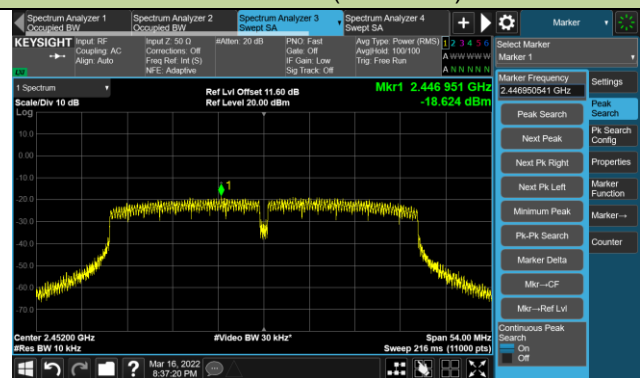 Spectrum Analyzer 1
Occupied BW
Spectrum Analyzer 2
Occupied BW
Spectrum Analyzer 3
Swept SA
Spectrum Analyzer 4
Swept SA
Marker
KEYSIGHT
Input: RF
Coupling: AC
Align: Auto
Input Z: 50 Ω
Corrections: Off
Freq Ref: Int (S)
NFE: Adaptive
#Atten: 20 dB
PNO: Fast
Gate: Off
IF Gain: Low
Sig Track: Off
Avg Type: Power (RMS)
Avg|Hold: 100/100
Trig: Free Run
1 2 3 4 5 6
A W W W W W
A N N N N N
LW
Select Marker
Marker 1
1 Spectrum
Scale/Div 10 dB
Log
Ref Lvl Offset 11.60 dB
Ref Level 20.00 dBm
Mkr1 2.446 951 GHz
-18.624 dBm
10.0
0.00
-10.0
-20.0
-30.0
-40.0
-50.0
-60.0
-70.0
1
Center 2.45200 GHz
#Res BW 10 kHz
#Video BW 30 kHz*
Span 54.00 MHz
Sweep 216 ms (11000 pts)
Marker Frequency
2.446950541 GHz
Peak Search
Next Peak
Next Pk Right
Next Pk Left
Minimum Peak
Pk-Pk Search
Marker Delta
Mkr→CF
Mkr→Ref Lvl
Continuous Peak
Search
On
Off
Settings
Peak
Search
Pk Search
Config
Properties
Marker
Function
Marker→
Counter
Mar 16, 2022
8:37:20 PM